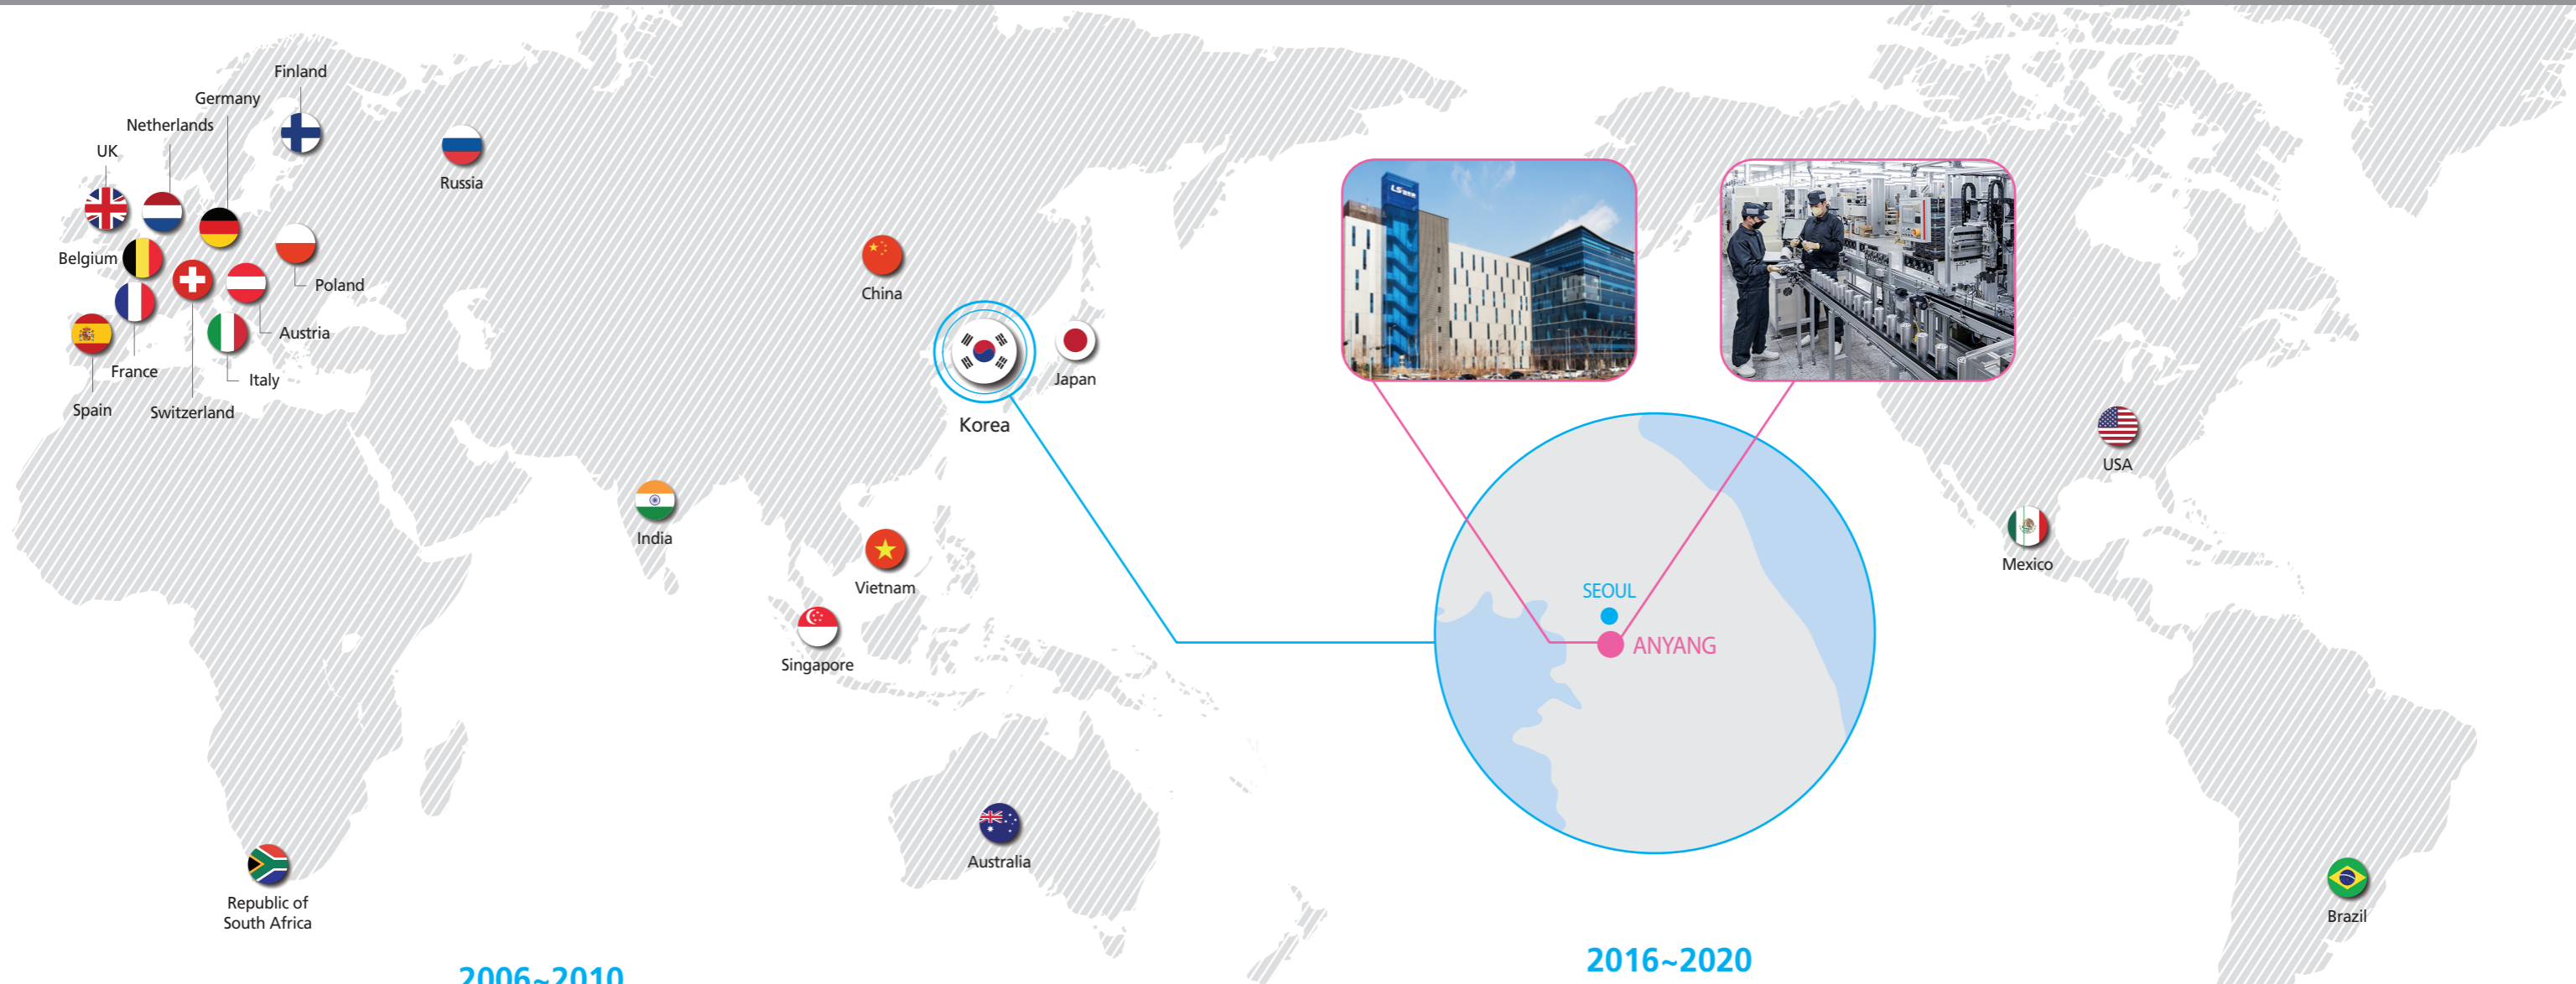 Finland
Germany
Netherlands
UK
Russia
Belgium
Poland
Austria
France
Italy
Spain
Switzerland
China
Korea
Japan
India
Vietnam
Singapore
Australia
Republic of
South Africa
LS
SEOUL
ANYANG
USA
Mexico
Brazil
2006~2010
2016~2020